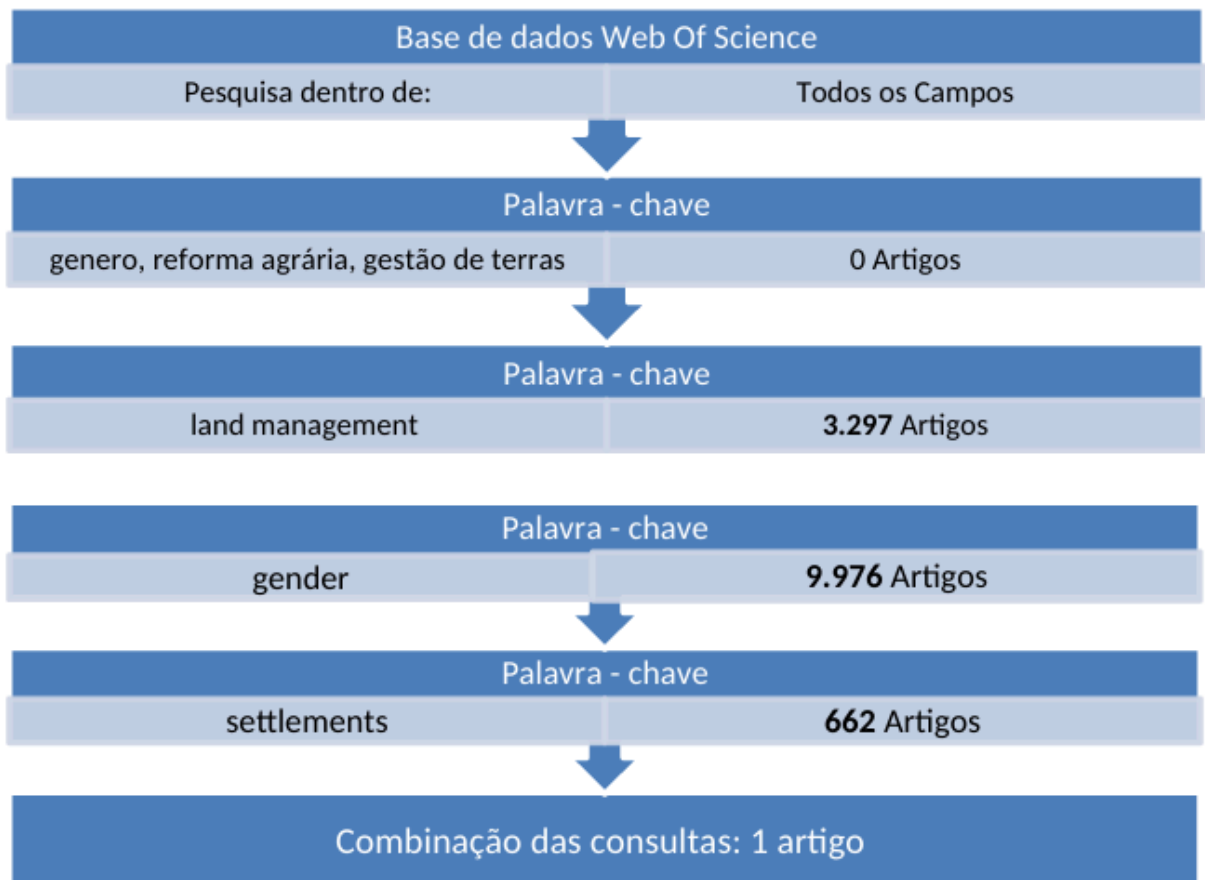 Base de dados Web Of Science
Pesquisa dentro de: Todos os Campos
Palavra - chave
genero, reforma agrária, gestão de terras 0 Artigos
Palavra - chave
land management 3.297 Artigos
Palavra - chave
gender 9.976 Artigos
Palavra - chave
settlements 662 Artigos
Combinação das consultas: 1 artigo